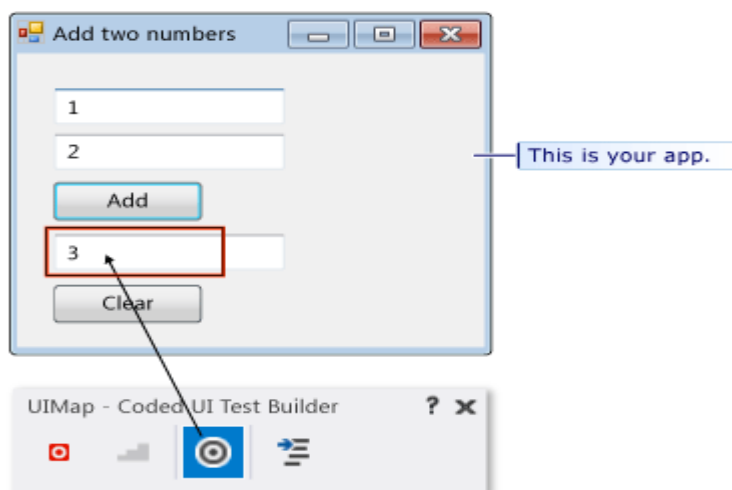 Add two numbers
1
2
This is your app.
Add
3
Clear
UIMap - Coded UI Test Builder ?